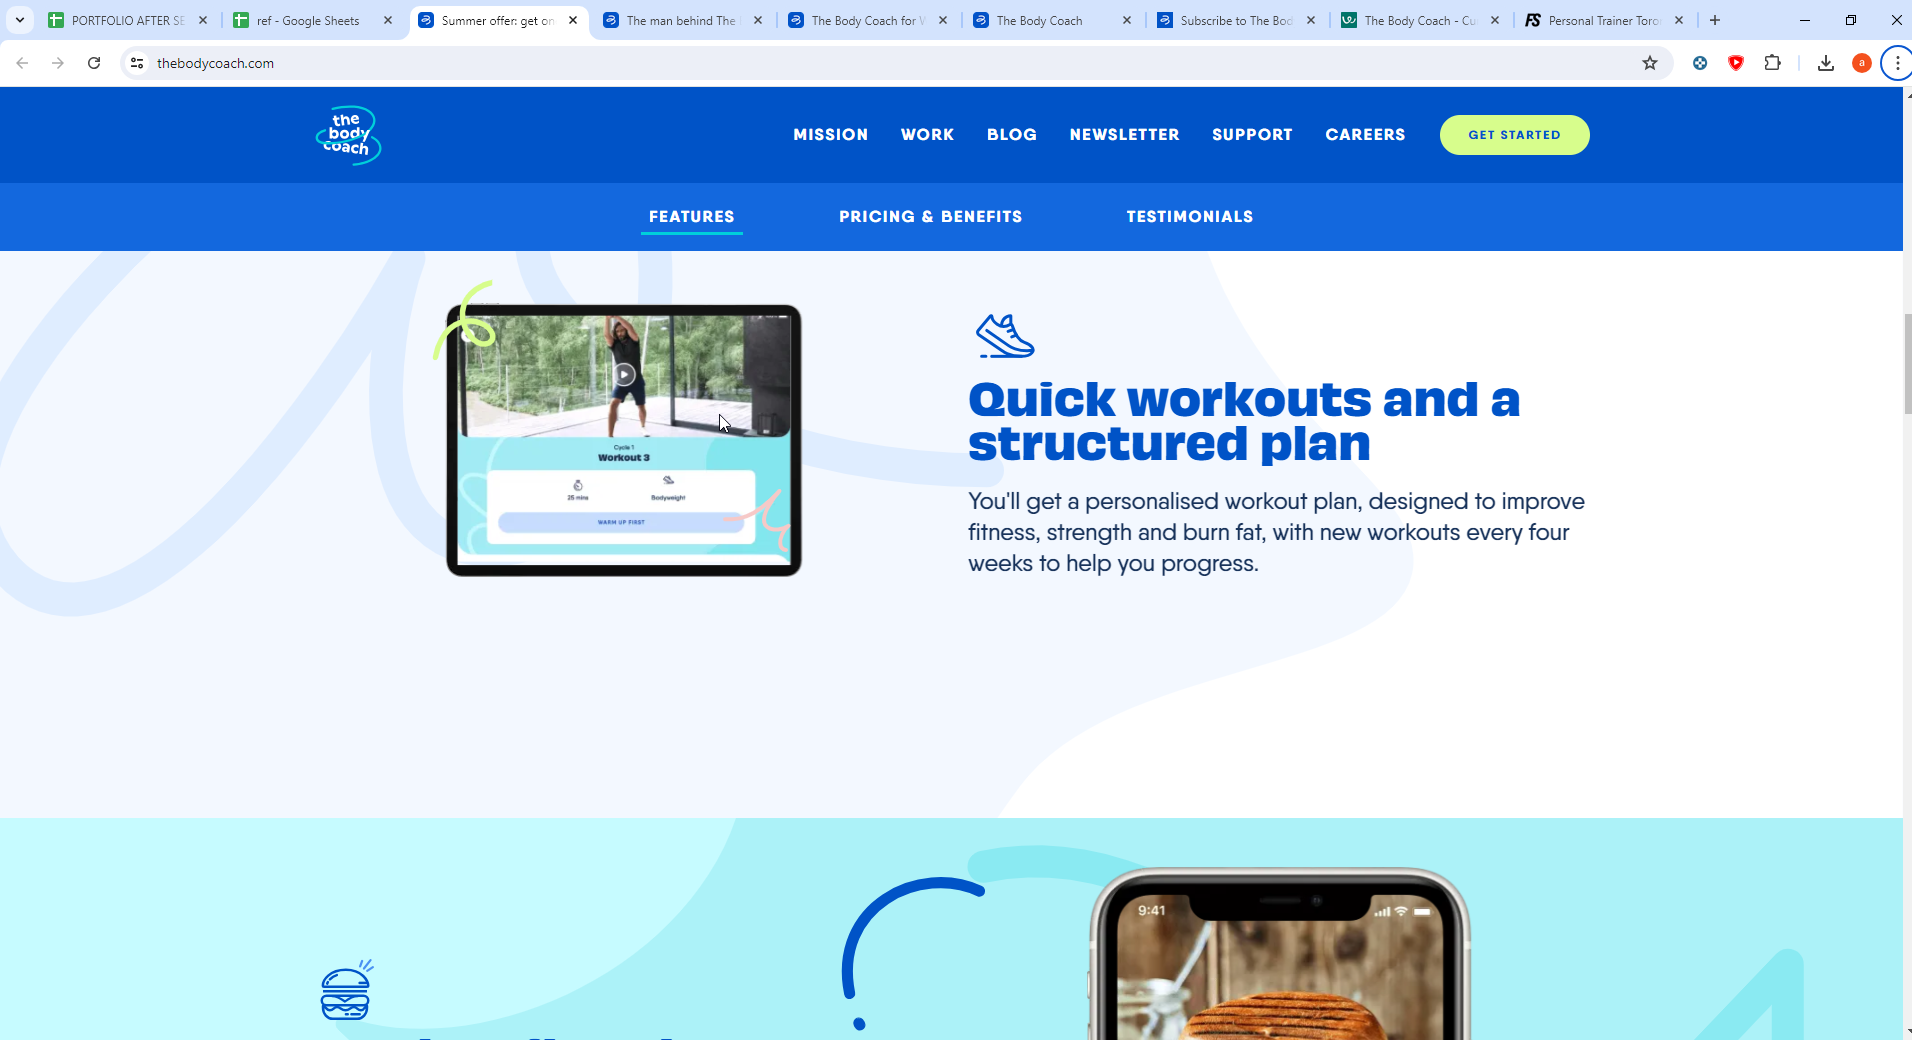 PORTFOLIO AFTER SE
ref - Google Sheets
Summer offer: get on
The man behind The
The Body Coach for W
The Body Coach
Subscribe to The Bod
The Body Coach - Cu
Personal Trainer Toro
thebodycoach.com
a
the
body
coach
MISSION
WORK
BLOG
NEWSLETTER
SUPPORT
CAREERS
GET STARTED
FEATURES
PRICING & BENEFITS
TESTIMONIALS
Cycle 1
Workout 3
25 mins
Bodyweight
WARM UP FIRST
Quick workouts and a
structured plan
You'll get a personalised workout plan, designed to improve
fitness, strength and burn fat, with new workouts every four
weeks to help you progress.
9:41